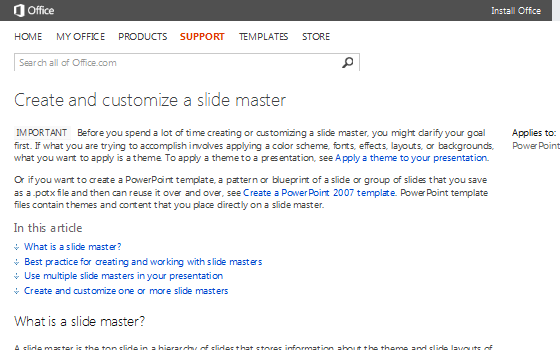 Office
Install Office
HOME MY OFFICE PRODUCTS SUPPORT TEMPLATES STORE
Search all of Office.com
Create and customize a slide master
IMPORTANT Before you spend a lot of time creating or customizing a slide master, you might clarify your goal
first. If what you are trying to accomplish involves applying a color scheme, fonts, effects, layouts, or backgrounds,
what you want to apply is a theme. To apply a theme to a presentation, see Apply a theme to your presentation.
Applies to:
PowerPoint
Or if you want to create a PowerPoint template, a pattern or blueprint of a slide or group of slides that you save
as a .potx file and then can reuse it over and over, see Create a PowerPoint 2007 template. PowerPoint template
files contain themes and content that you place directly on a slide master.
In this article
What is a slide master?
Best practice for creating and working with slide masters
Use multiple slide masters in your presentation
Create and customize one or more slide masters
What is a slide master?
A slide master is the top slide in a hierarchy of slides that stores information about the theme and slide layouts of